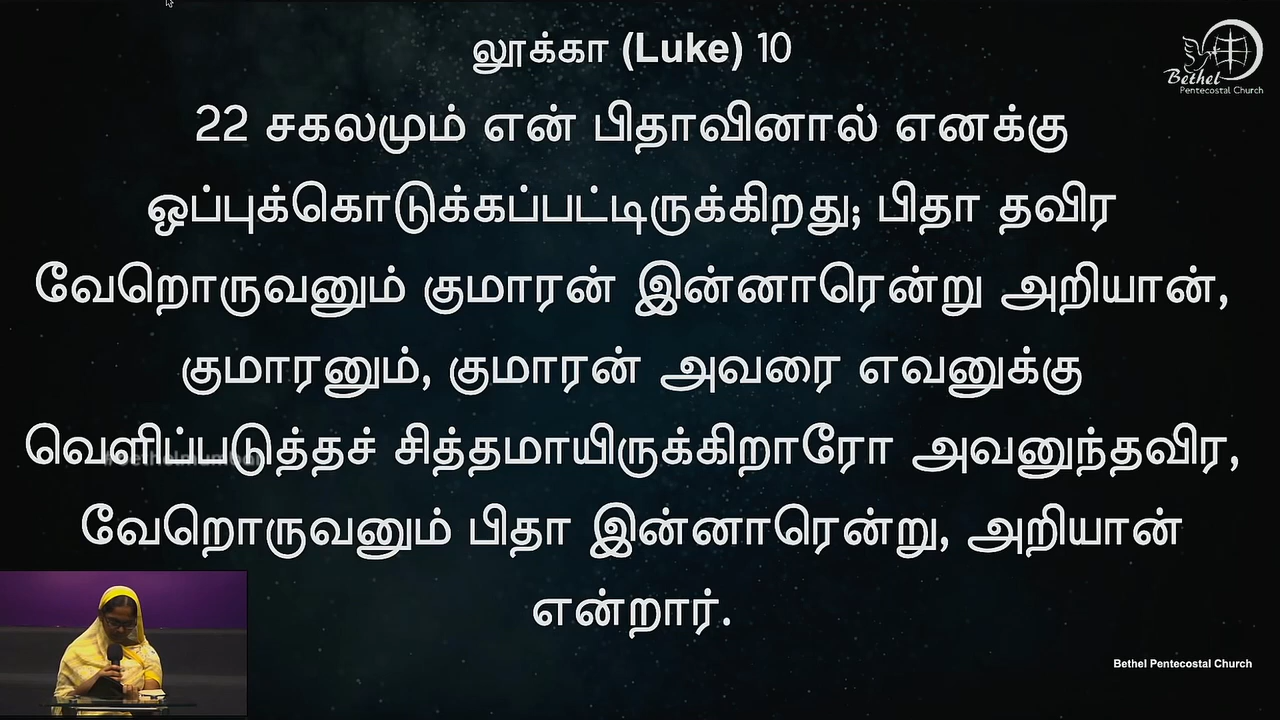 லூக்கா (Luke) 10
Bethel
Pentecostal Church
22 சகலமும் என் பிதாவினால் எனக்கு
ஒப்புக்கொடுக்கப்பட்டிருக்கிறது; பிதா தவிர
வேறொருவனும் குமாரன் இன்னாரென்று அறியான்,
குமாரனும், குமாரன் அவரை எவனுக்கு
வெளிப்படுத்தச் சித்தமாயிருக்கிறாரோ அவனுந்தவிர,
வேறொருவனும் பிதா இன்னாரென்று, அறியான்
என்றார்.
Bethel Pentecostal Church